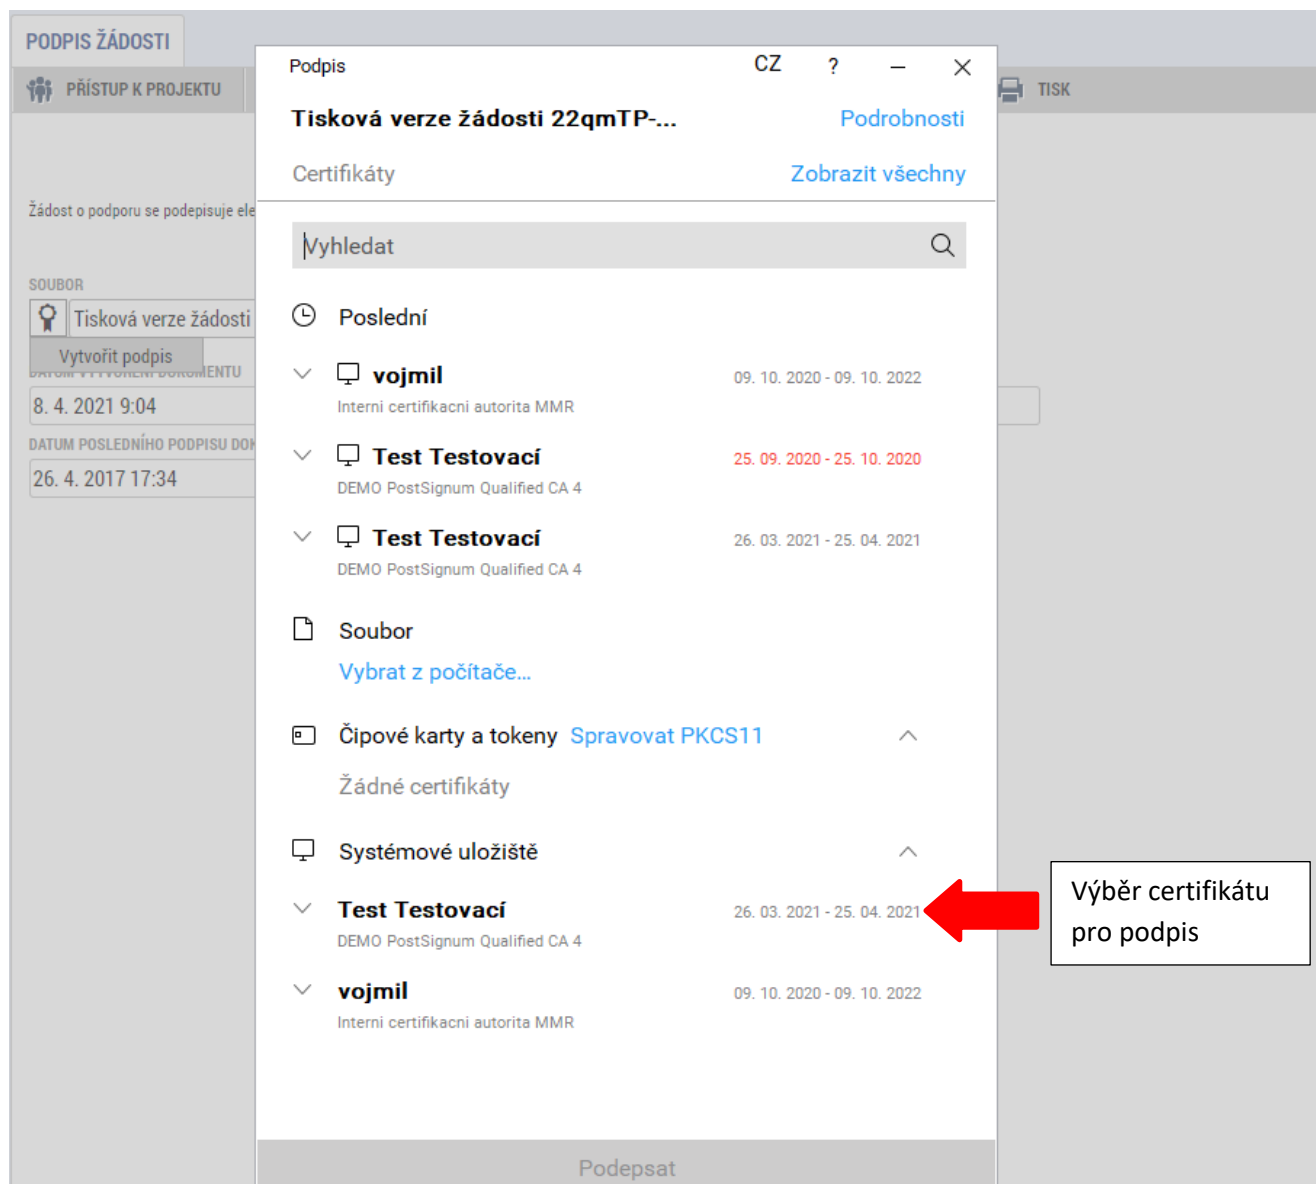 PODPIS ŽÁDOSTI
PŘÍSTUP K PROJEKTU
TISK
Žádost o podporu se podepisuje ele
SOUBOR
Tisková verze žádosti
Vytvořit podpis
DATUM VYTVOŘENÍ DOKUMENTU
8. 4. 2021 9:04
DATUM POSLEDNÍHO PODPISU DOK
26. 4. 2017 17:34
Podpis
CZ ?
Tisková verze žádosti 22qmTP-...
Podrobnosti
Certifikáty
Zobrazit všechny
Vyhledat
Poslední
vojmil 09. 10. 2020 - 09. 10. 2022
Interni certifikacni autorita MMR
Test Testovací 25. 09. 2020 - 25. 10. 2020
DEMO PostSignum Qualified CA 4
Test Testovací 26. 03. 2021 - 25. 04. 2021
DEMO PostSignum Qualified CA 4
Soubor
Vybrat z počítače...
Čipové karty a tokeny Spravovat PKCS11
Žádné certifikáty
Systémové uložiště
Test Testovací 26. 03. 2021 - 25. 04. 2021
DEMO PostSignum Qualified CA 4
vojmil 09. 10. 2020 - 09. 10. 2022
Interni certifikacni autorita MMR
Podepsat
Výběr certifikátu
pro podpis